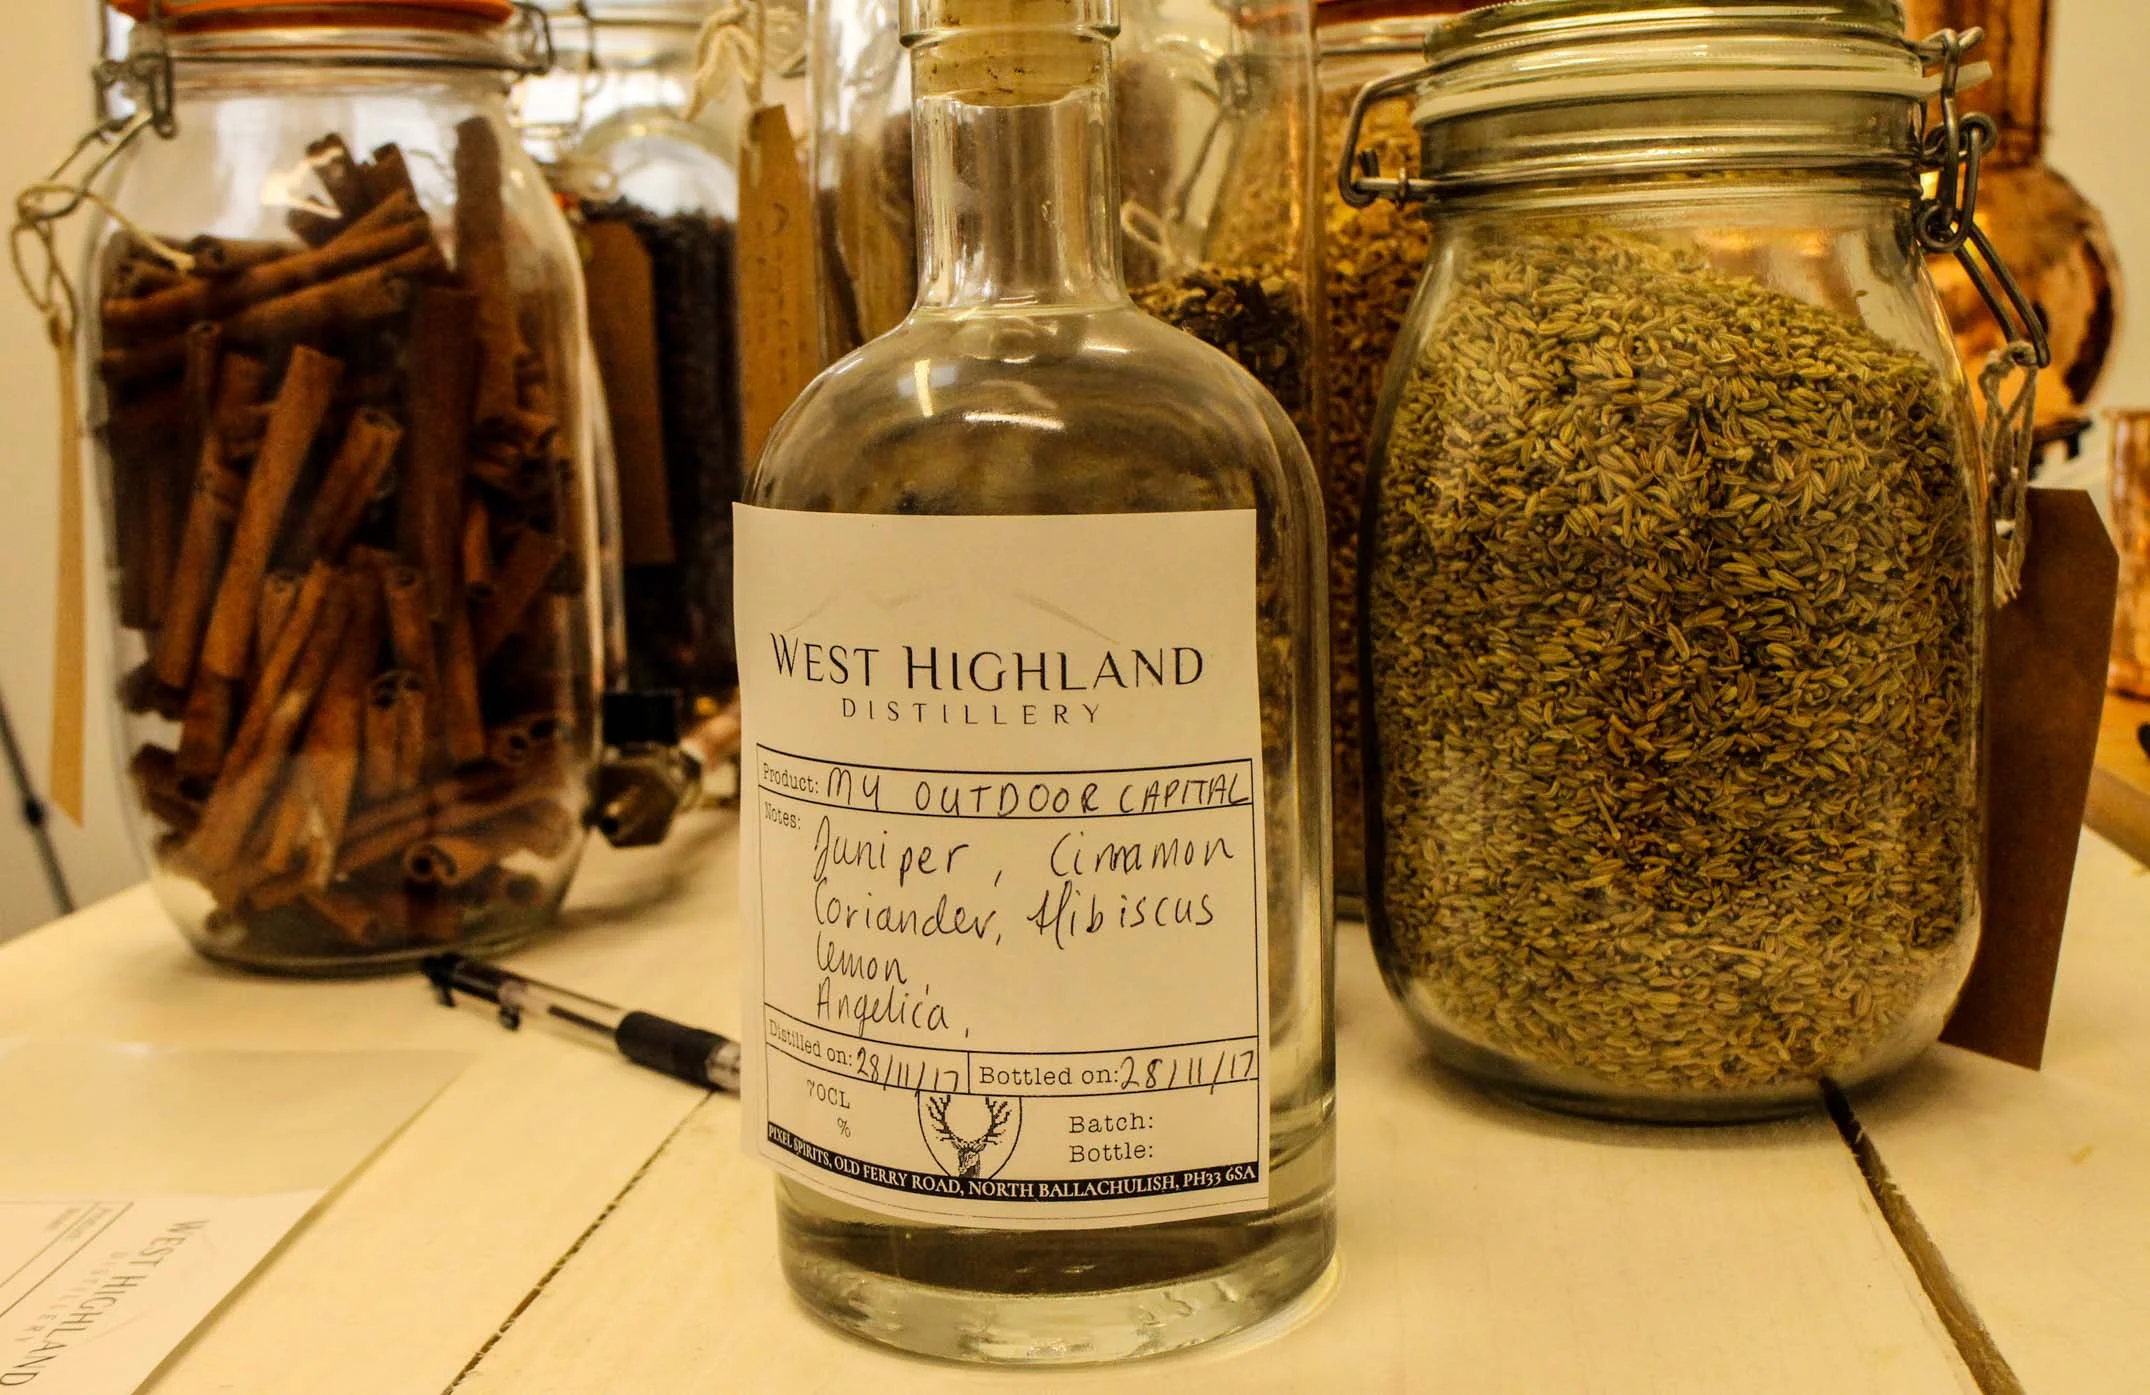 WEST HIGHLAND
DISTILLERY
Product: MY OUTDOOR CAPITAL
Notes: Juniper, Cinnamon
Coriander, Hibiscus
Lemon,
Angelica,
Distilled on: 28/11/17 Bottled on: 28/11/17
70CL
%
Batch:
Bottle:
PIXEL SPIRITS, OLD FERRY ROAD, NORTH BALLACHULISH, PH33 6SA
WEST HIGHLAND
DISTILLERY